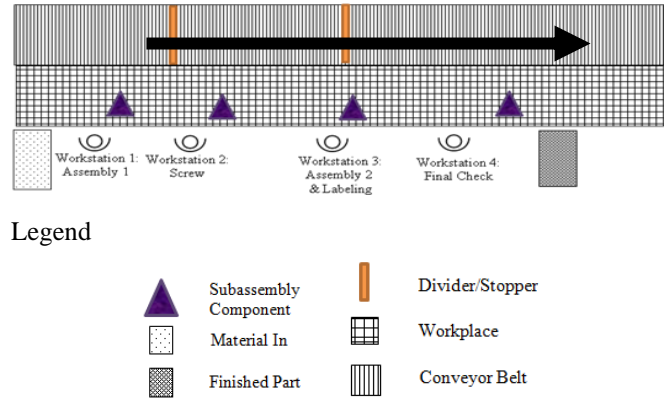 Workstation 1:
Assembly 1
Workstation 2:
Screw
Workstation 3:
Assembly 2
& Labeling
Workstation 4:
Final Check
Legend
Subassembly
Component
Divider/Stopper
Material In
Workplace
Finished Part
Conveyor Belt